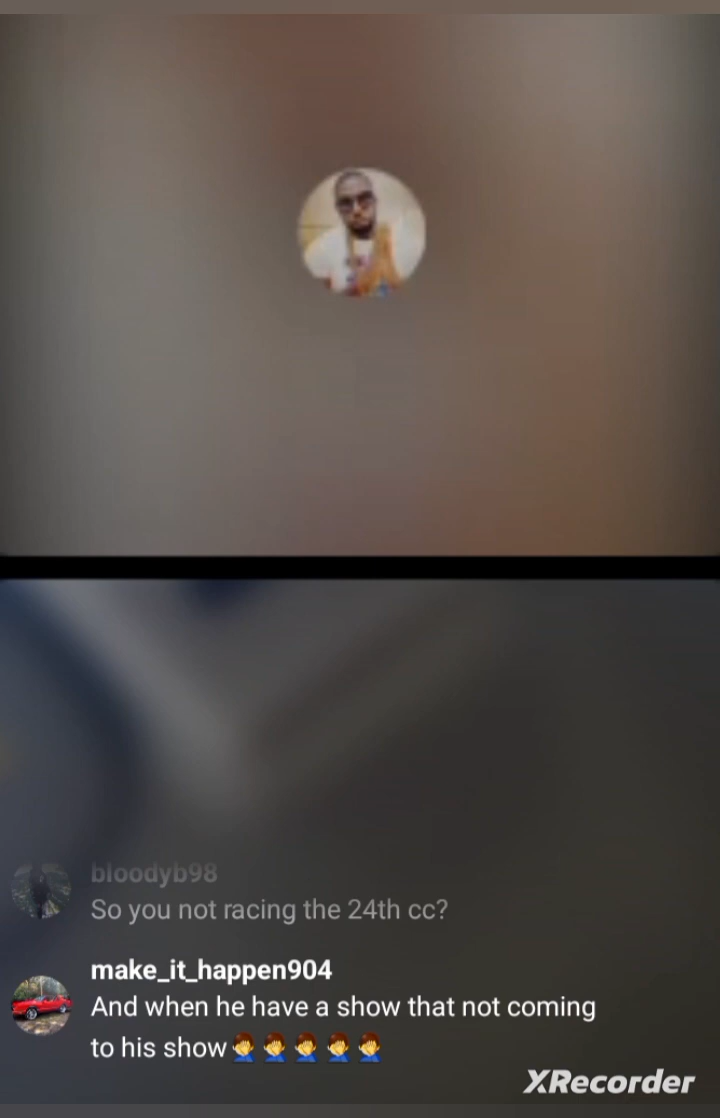 bloodyb98
So you not racing the 24th cc?
make_it_happen904
And when he have a show that not coming
to his show🤦‍♂️🤦‍♂️🤦‍♂️🤦‍♂️🤦‍♂️
XRecorder